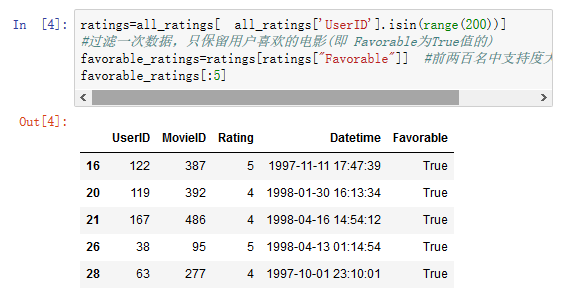 In [4]: ratings=all_ratings[ all_ratings['UserID'].isin(range(200))]
#过滤一次数据，只保留用户喜欢的电影(即 Favorable为True值的)
favorable_ratings=ratings[ratings["Favorable"]] #前两百名中支持度大
favorable_ratings[:5]
Out[4]:
UserID MovieID Rating Datetime Favorable
16 122 387 5 1997-11-11 17:47:39 True
20 119 392 4 1998-01-30 16:13:34 True
21 167 486 4 1998-04-16 14:54:12 True
26 38 95 5 1998-04-13 01:14:54 True
28 63 277 4 1997-10-01 23:10:01 True